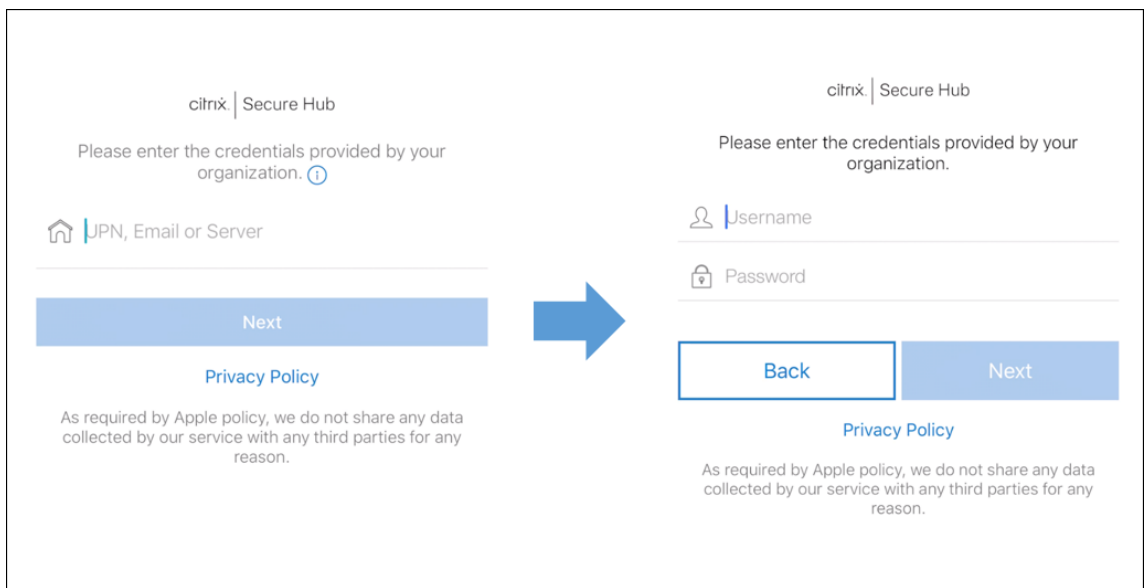 citrix. Secure Hub
Please enter the credentials provided by your
organization.
UPN, Email or Server
Next
Privacy Policy
As required by Apple policy, we do not share any data
collected by our service with any third parties for any
reason.
citrix. Secure Hub
Please enter the credentials provided by your
organization.
Username
Password
Back Next
Privacy Policy
As required by Apple policy, we do not share any data
collected by our service with any third parties for any
reason.